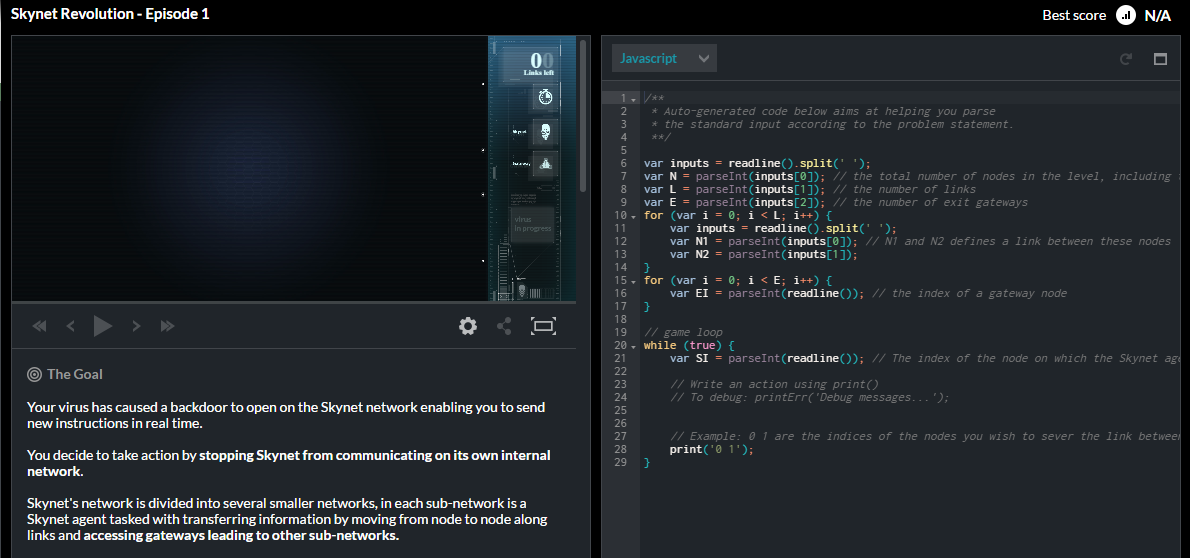 Skynet Revolution - Episode 1
Best score N/A
00
Links left
virus
in progress
The Goal
Your virus has caused a backdoor to open on the Skynet network enabling you to send
new instructions in real time.
You decide to take action by stopping Skynet from communicating on its own internal
network.
Skynet's network is divided into several smaller networks, in each sub-network is a
Skynet agent tasked with transferring information by moving from node to node along
links and accessing gateways leading to other sub-networks.
Javascript
1 /**
2 * Auto-generated code below aims at helping you parse
3 * the standard input according to the problem statement.
4 **/
5
6 var inputs = readline().split(' ');
7 var N = parseInt(inputs[0]); // the total number of nodes in the level, including
8 var L = parseInt(inputs[1]); // the number of links
9 var E = parseInt(inputs[2]); // the number of exit gateways
10 for (var i = 0; i < L; i++) {
11 var inputs = readline().split(' ');
12 var N1 = parseInt(inputs[0]); // N1 and N2 defines a link between these nodes
13 var N2 = parseInt(inputs[1]);
14 }
15 for (var i = 0; i < E; i++) {
16 var EI = parseInt(readline()); // the index of a gateway node
17 }
18
19 // game loop
20 while (true) {
21 var SI = parseInt(readline()); // The index of the node on which the Skynet age
22
23 // Write an action using print()
24 // To debug: printErr('Debug messages...');
25
26
27 // Example: 0 1 are the indices of the nodes you wish to sever the link between
28 print('0 1');
29 }